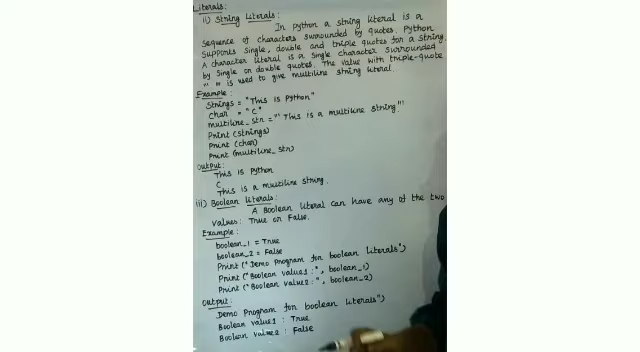 Literals:
ii) String Literals:
In Python a string literal is a
sequence of characters surrounded by quotes. Python
supports single, double and triple quotes for a string.
A character literal is a single character surrounded
by single or double quotes. The value with triple-quote
"' '" is used to give multiline string literal.
Example:
Strings = "This is Python"
Char = "C"
multiline_str = "'This is a multiline string."'
Print (strings)
Print (char)
Print (multiline_str)
Output:
This is Python
C
This is a multiline string.
iii) Boolean literals:
A Boolean literal can have any of the two
values: True or False.
Example:
boolean_1 = True
boolean_2 = False
Print ("Demo Program for boolean literals")
Print ("Boolean value1:", boolean_1)
Print ("Boolean value2:", boolean_2)
Output:
Demo Program for boolean literals")
Boolean value1 : True
Boolean value2 : False